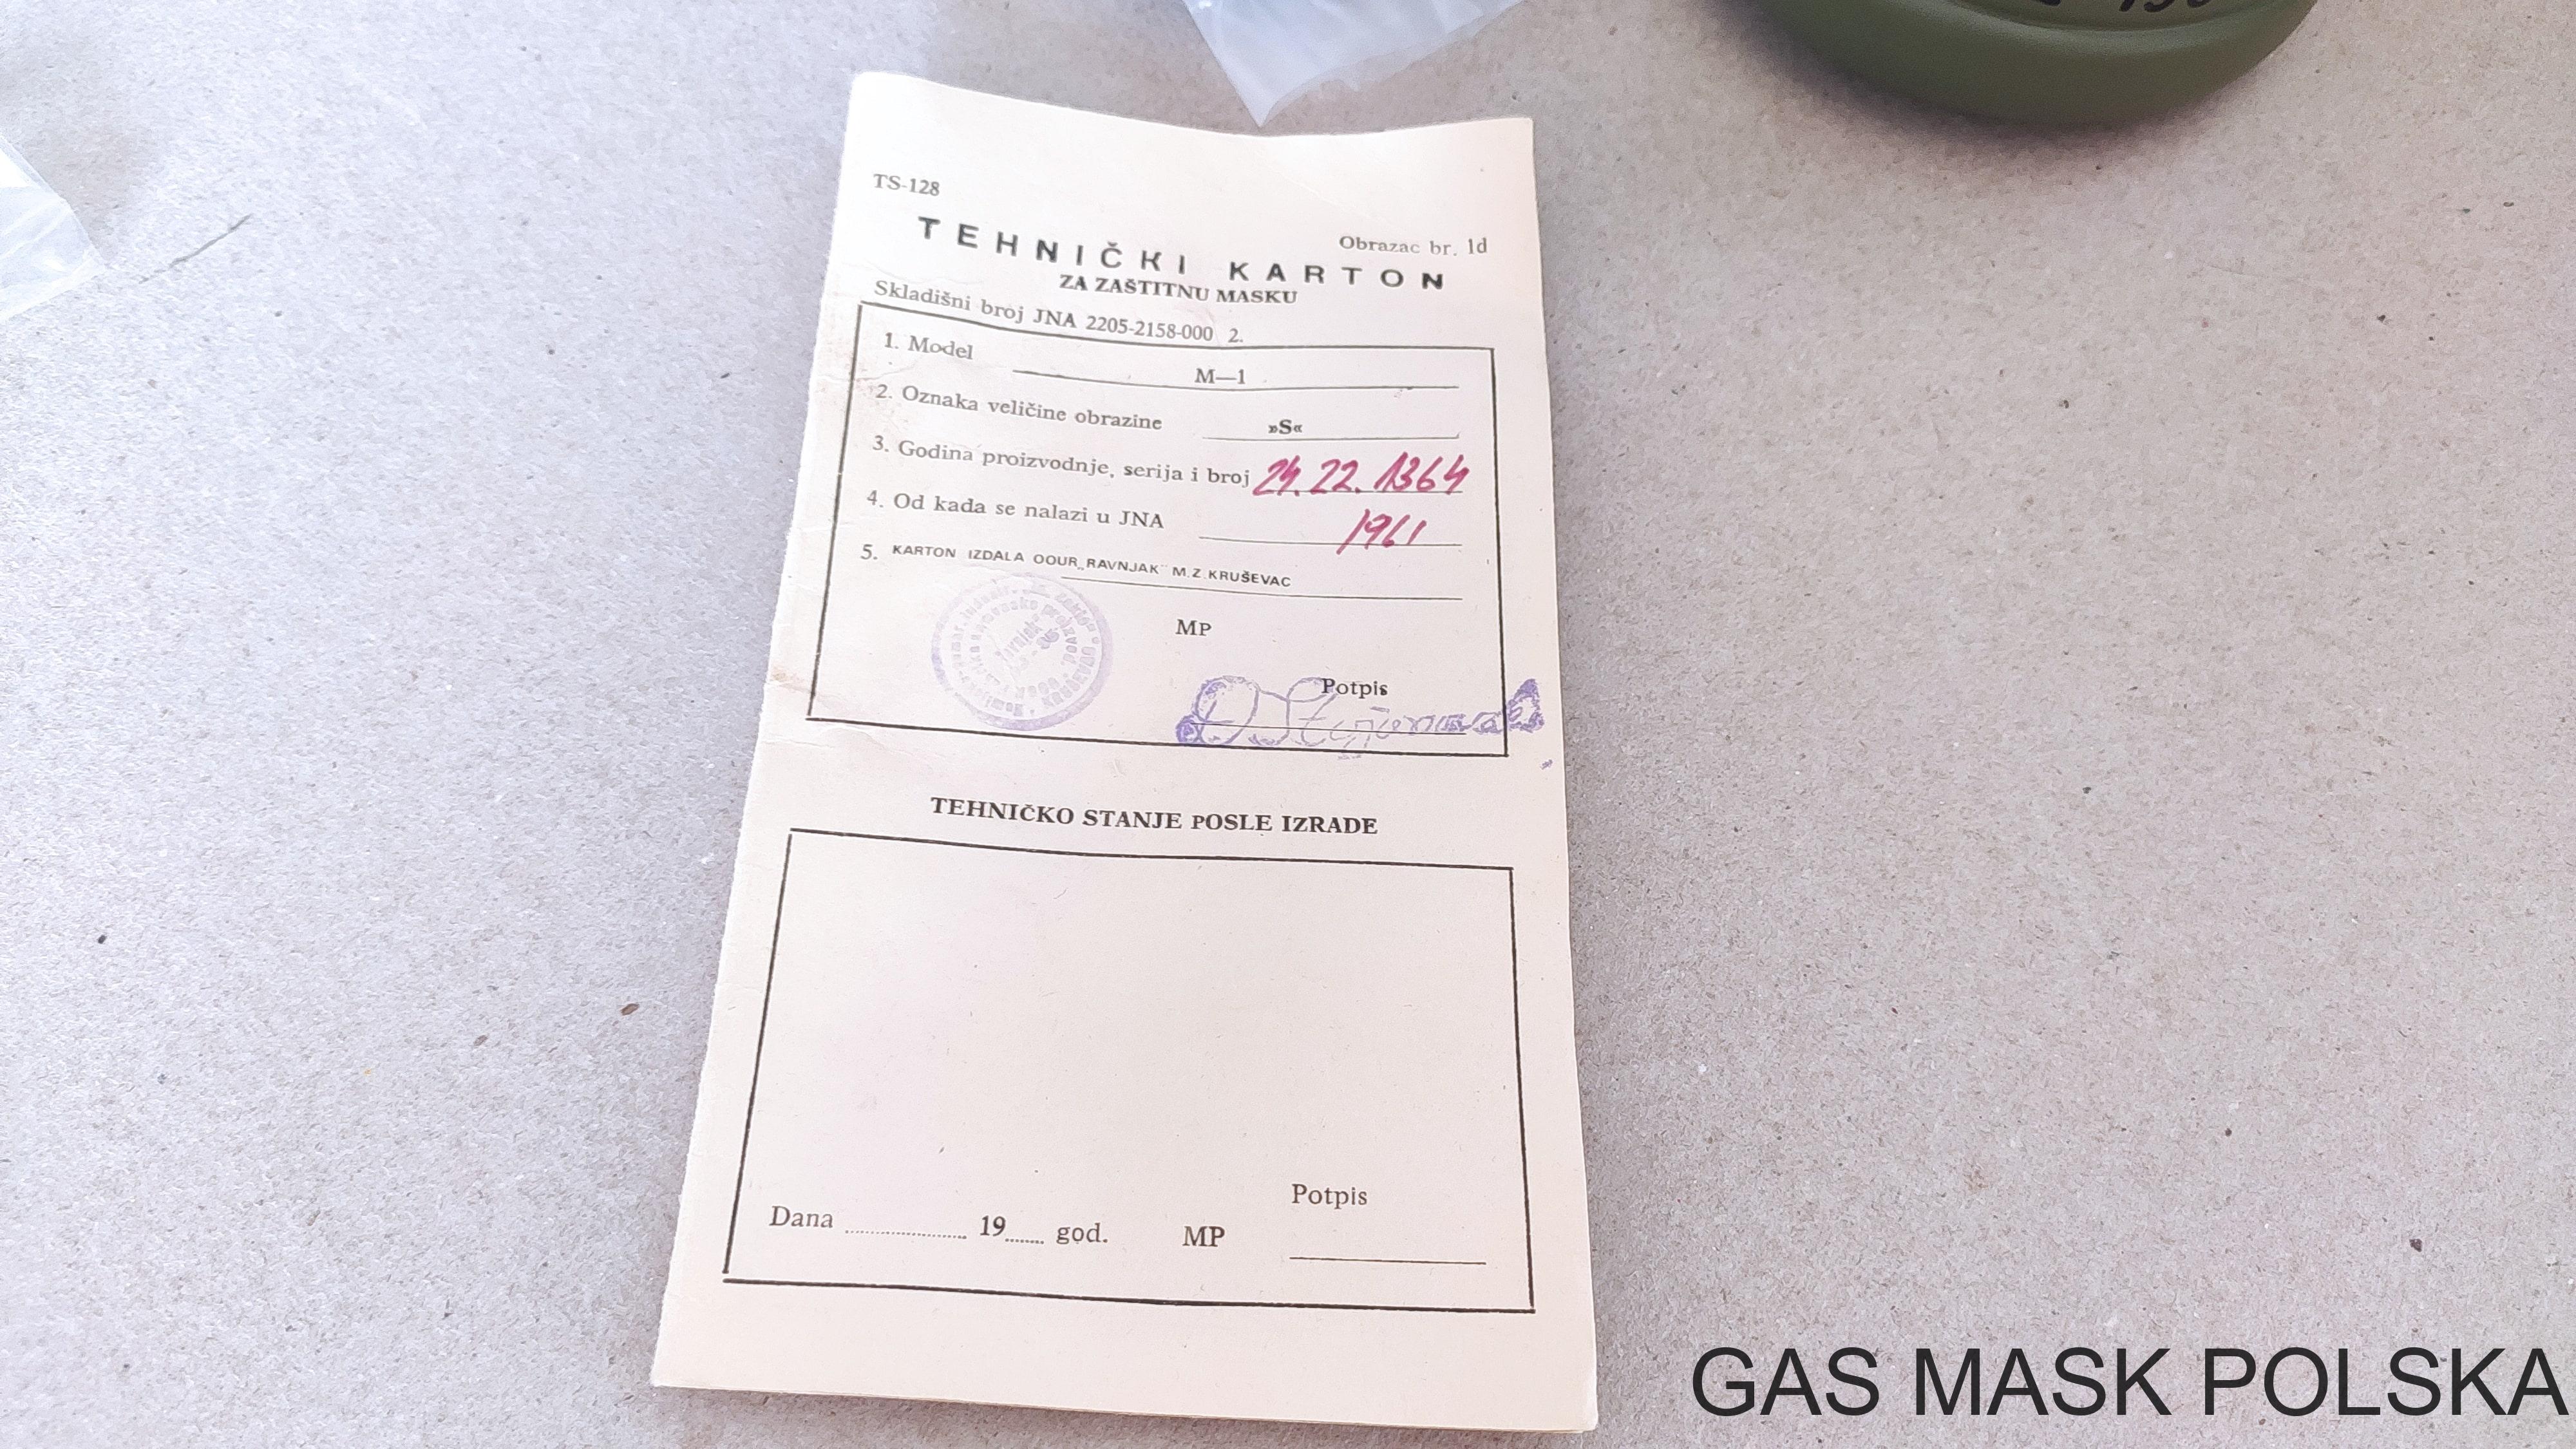 TS-128
Obrazac br. 1d
TEHNIČKI KARTON
ZA ZAŠTITNU MASKU
Skladišni broj JNA 2205-2158-000 2.
1. Model M—1
2. Oznaka veličine obrazine »S«
3. Godina proizvodnje, serija i broj 24. 22. 1364
4. Od kada se nalazi u JNA 1961
5. KARTON IZDALA OOUR „RAVNJAK" M.Z. KRUŠEVAC
MP
Potpis
TEHNIČKO STANJE POSLE IZRADE
Potpis
Dana ........ 19 .... god. MP
GAS MASK POLSKA